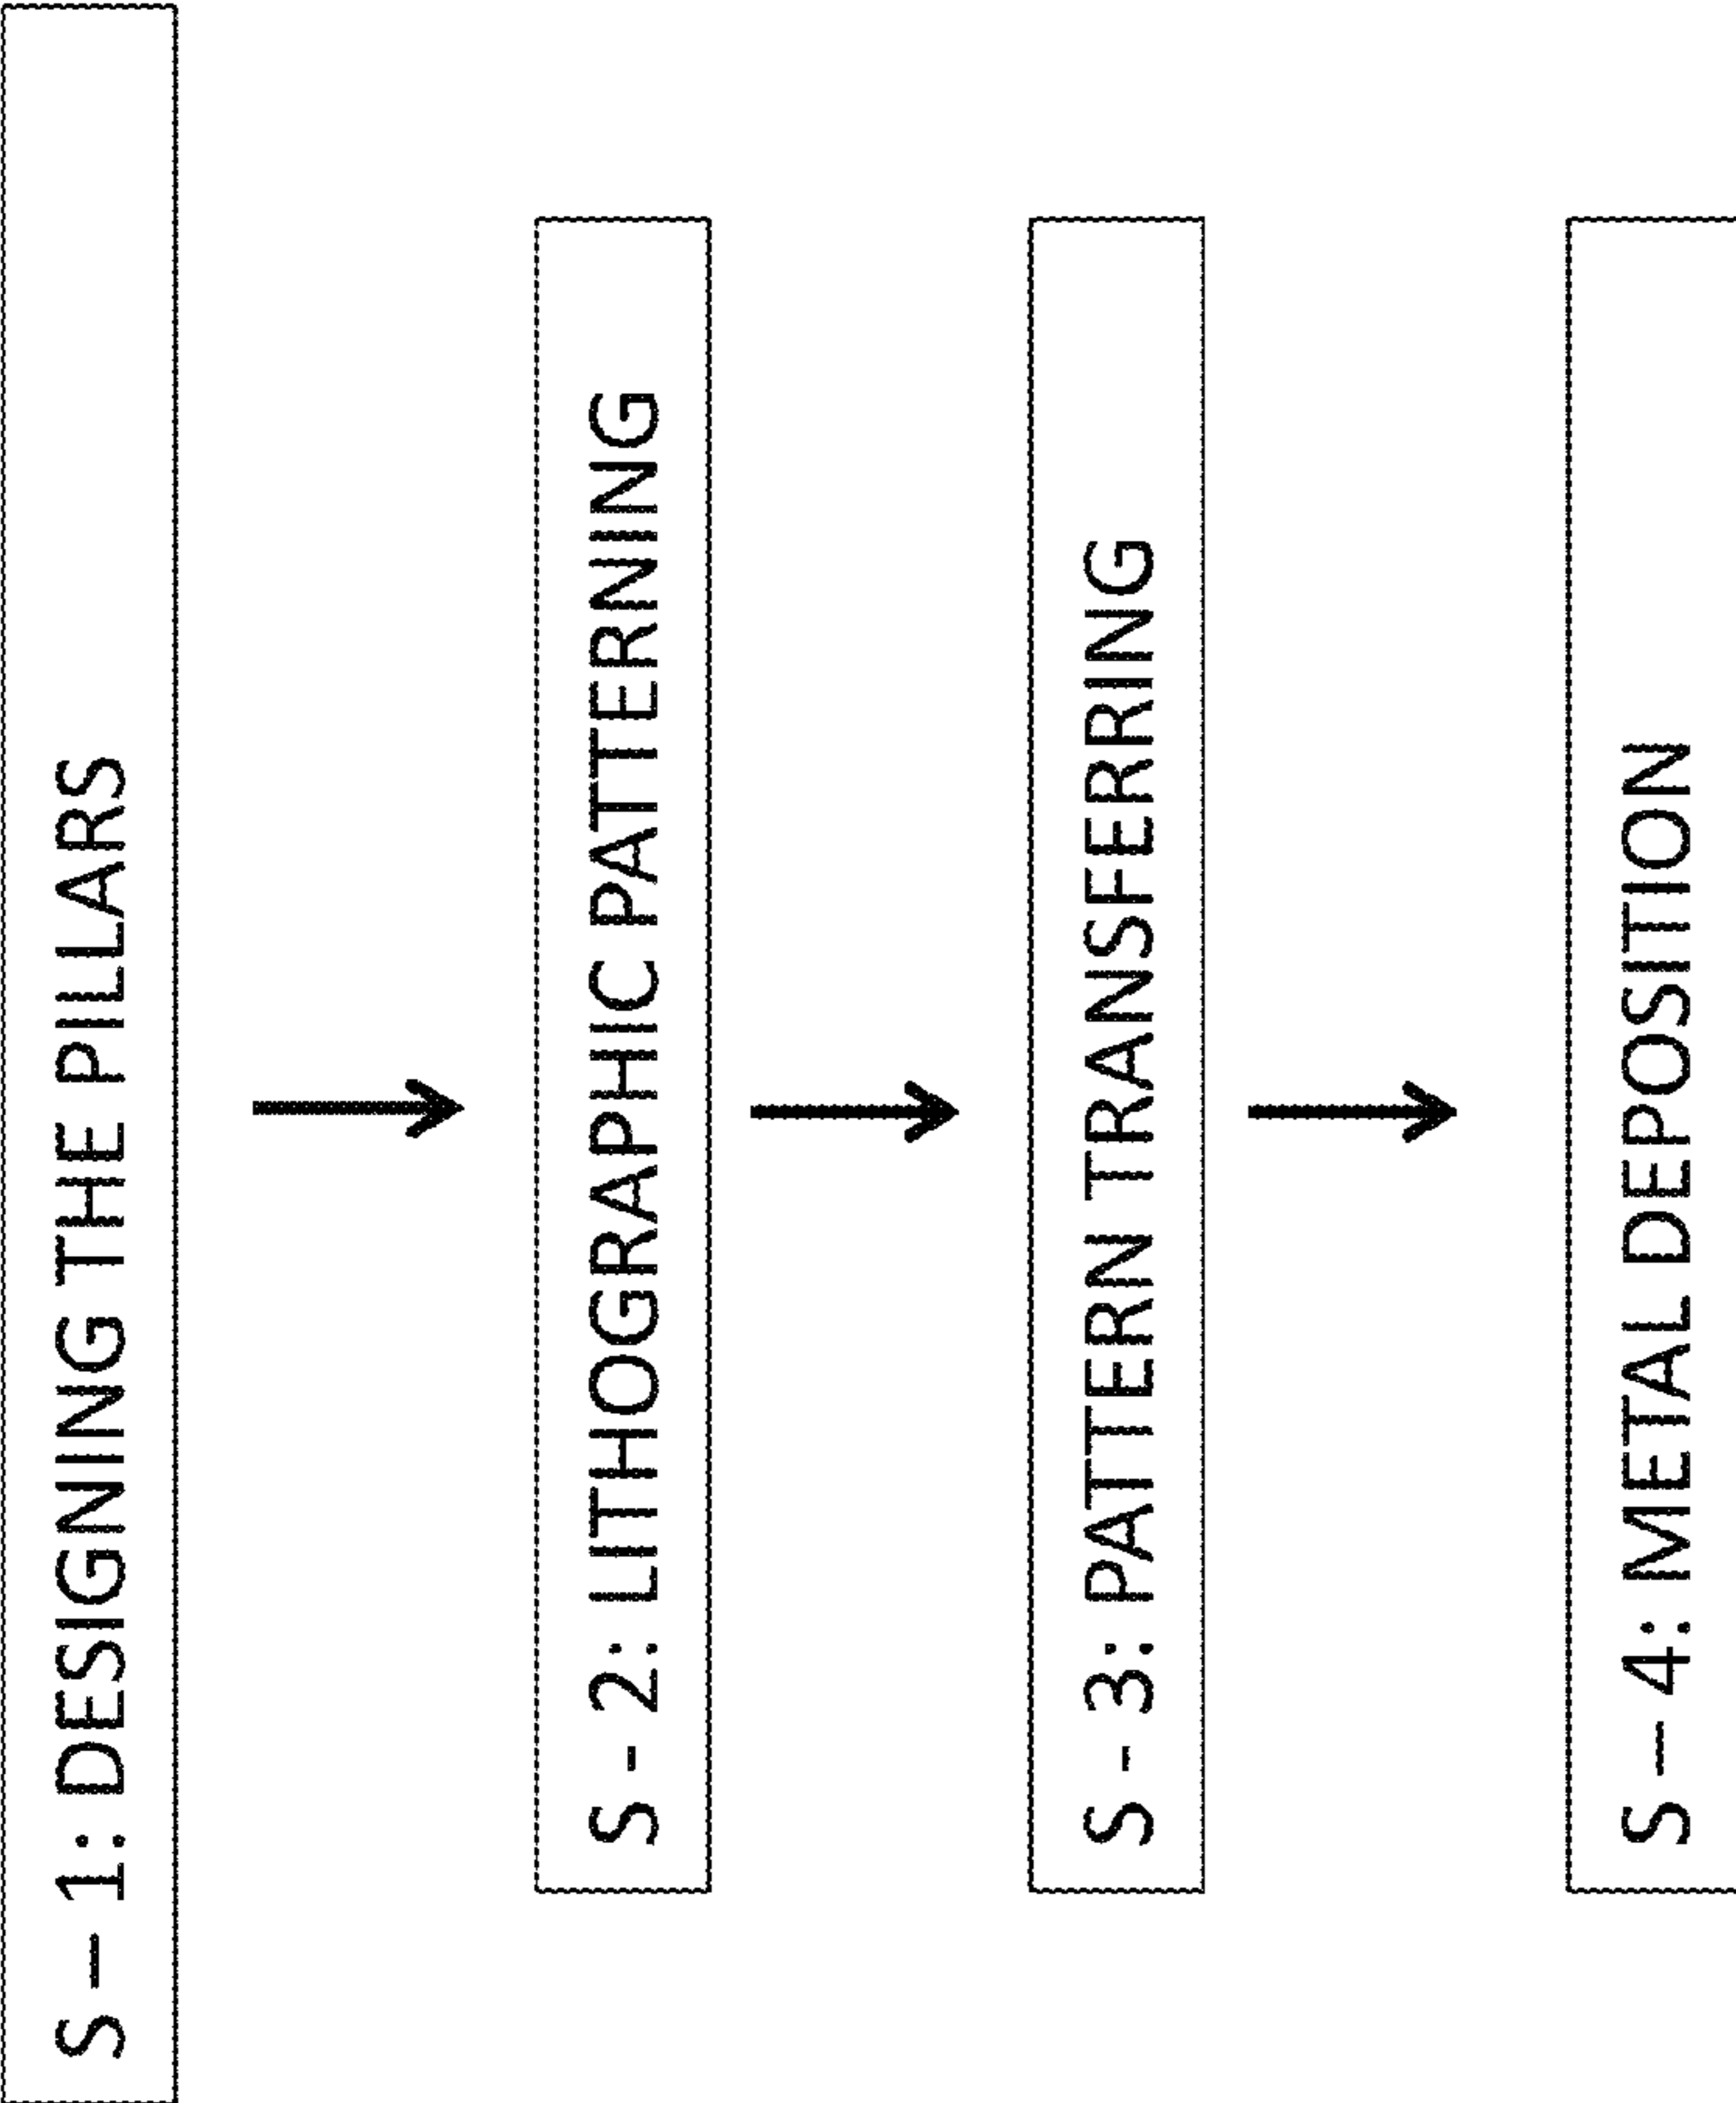 S – 1: DESIGNING THE PILLARS
S - 2: LITHOGRAPHIC PATTERNING
S - 3: PATTERN TRANSFERRING
S – 4: METAL DEPOSITION